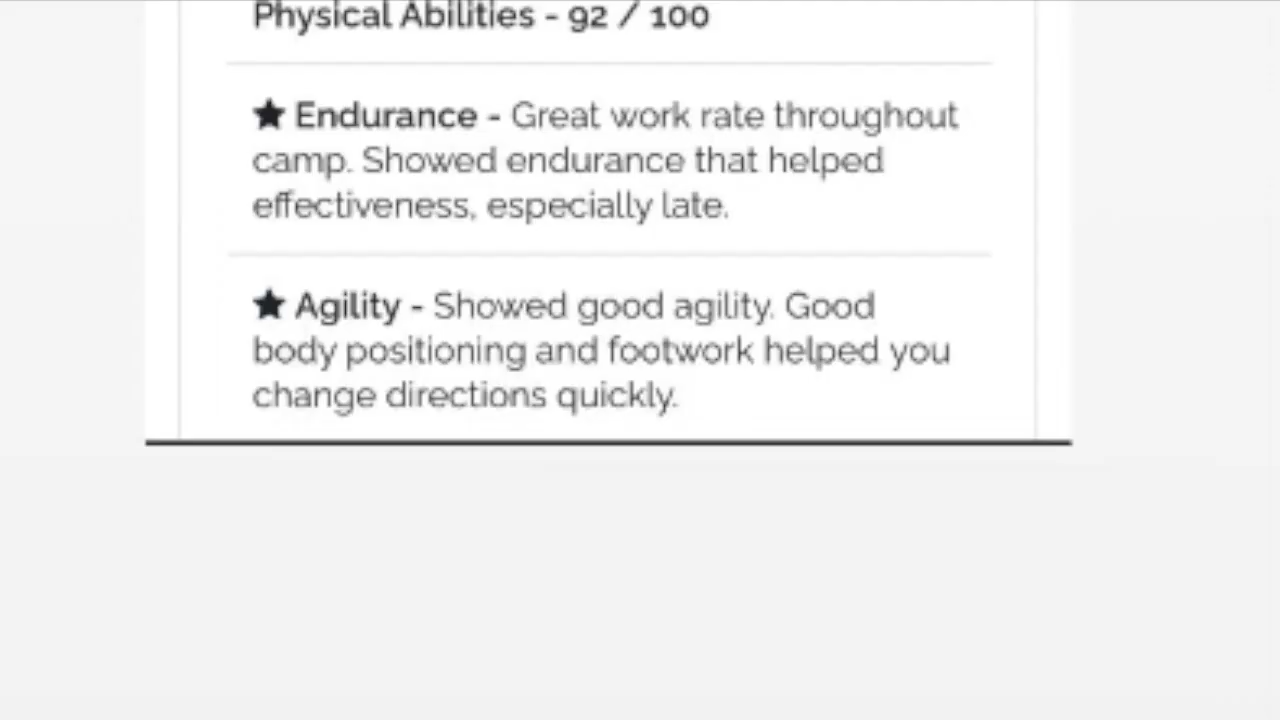 Physical Abilities - 92 / 100
★ Endurance - Great work rate throughout
camp. Showed endurance that helped
effectiveness, especially late.
★ Agility - Showed good agility. Good
body positioning and footwork helped you
change directions quickly.